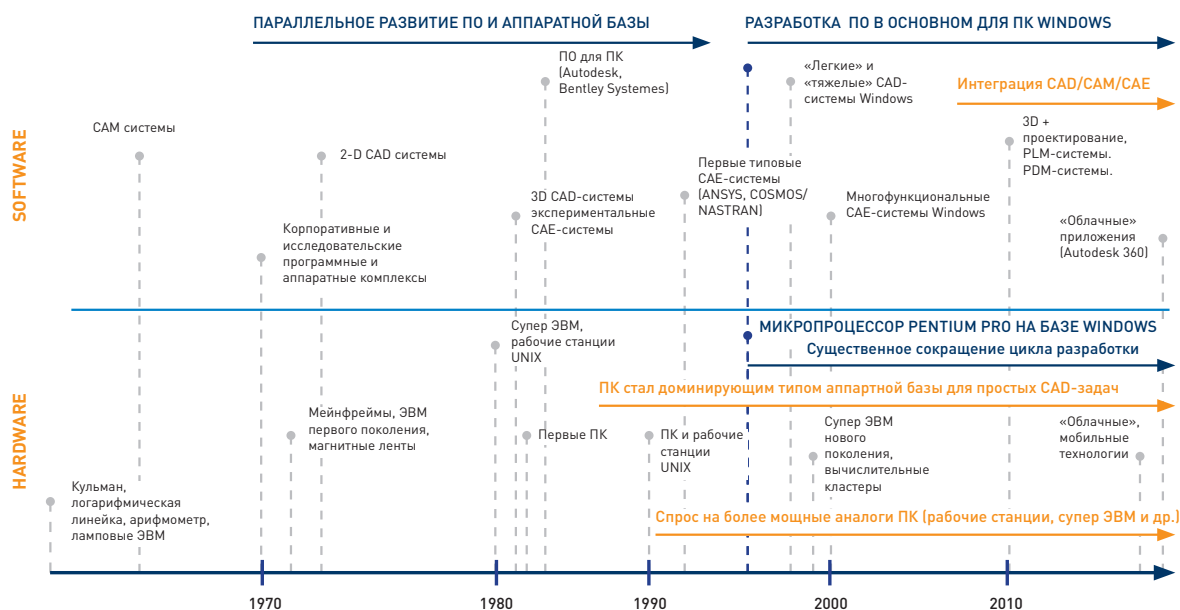 ПАРАЛЛЕЛЬНОЕ РАЗВИТИЕ ПО И АППАРАТНОЙ БАЗЫ
РАЗРАБОТКА ПО В ОСНОВНОМ ДЛЯ ПК WINDOWS
SOFTWARE
CAM системы
2-D CAD системы
Корпоративные и
исследовательские
программные и
аппаратные комплексы
ПО для ПК
(Autodesk,
Bentley Systemes)
3D CAD-системы
экспериментальные
CAE-системы
Первые типовые
CAE-системы
(ANSYS, COSMOS/
NASTRAN)
«Легкие» и
«тяжелые» CAD-
системы Windows
Многофункциональные
CAE-системы Windows
Интеграция CAD/CAM/CAE
3D +
проектирование,
PLM-системы.
PDM-системы.
«Облачные»
приложения
(Autodesk 360)
HARDWARE
МИКРОПРОЦЕССОР PENTIUM PRO НА БАЗЕ WINDOWS
Существенное сокращение цикла разработки
Супер ЭВМ,
рабочие станции
UNIX
ПК стал доминирующим типом аппартной базы для простых CAD-задач
Кульман,
логарифмическая
линейка, арифмометр,
ламповые ЭВМ
Мейнфреймы, ЭВМ
первого поколения,
магнитные ленты
Первые ПК
ПК и рабочие
станции
UNIX
Супер ЭВМ
нового
поколения,
вычислительные
кластеры
«Облачные»,
мобильные
технологии
Спрос на более мощные аналоги ПК (рабочие станции, супер ЭВМ и др.)
1970
1980
1990
2000
2010